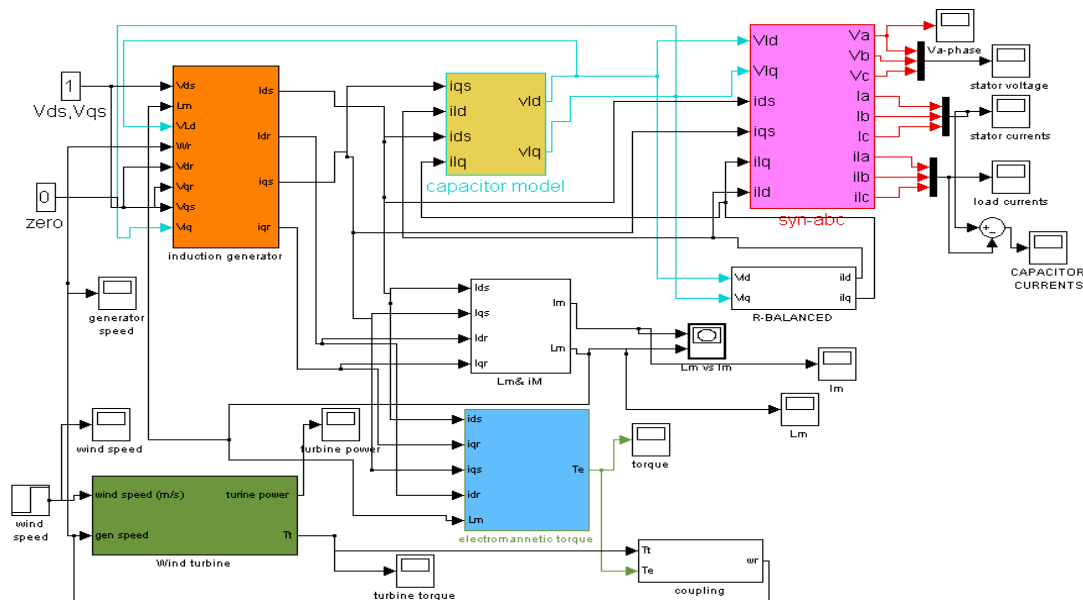 1
Vds,Vqs
0
zero
Vds
Lm
VLd
Wr
Vdr
Vqr
Vqs
Vlq
Ids
Idr
iqs
iqr
induction generator
generator
speed
iqs
ild
ids
ilq
vld
vlq
capacitor model
Vld
Vlq
ids
iqs
ilq
ild
Va
Vb
Vc
Ia
Ib
Ic
ila
ilb
ilc
syn-abc
Va-phase
stator voltage
stator currents
load currents
CAPACITOR
CURRENTS
Vld
Vlq
ild
ilq
R-BALANCED
Ids
Iqs
Idr
Iqr
Im
Lm
Lm& iM
Lm vs Im
Im
Lm
wind speed
turbine power
ids
iqr
iqs
idr
Lm
Te
electromannetic torque
torque
wind
speed
wind speed (m/s)
gen speed
turine power
Tt
Wind turbine
turbine torque
Tt
Te
wr
coupling